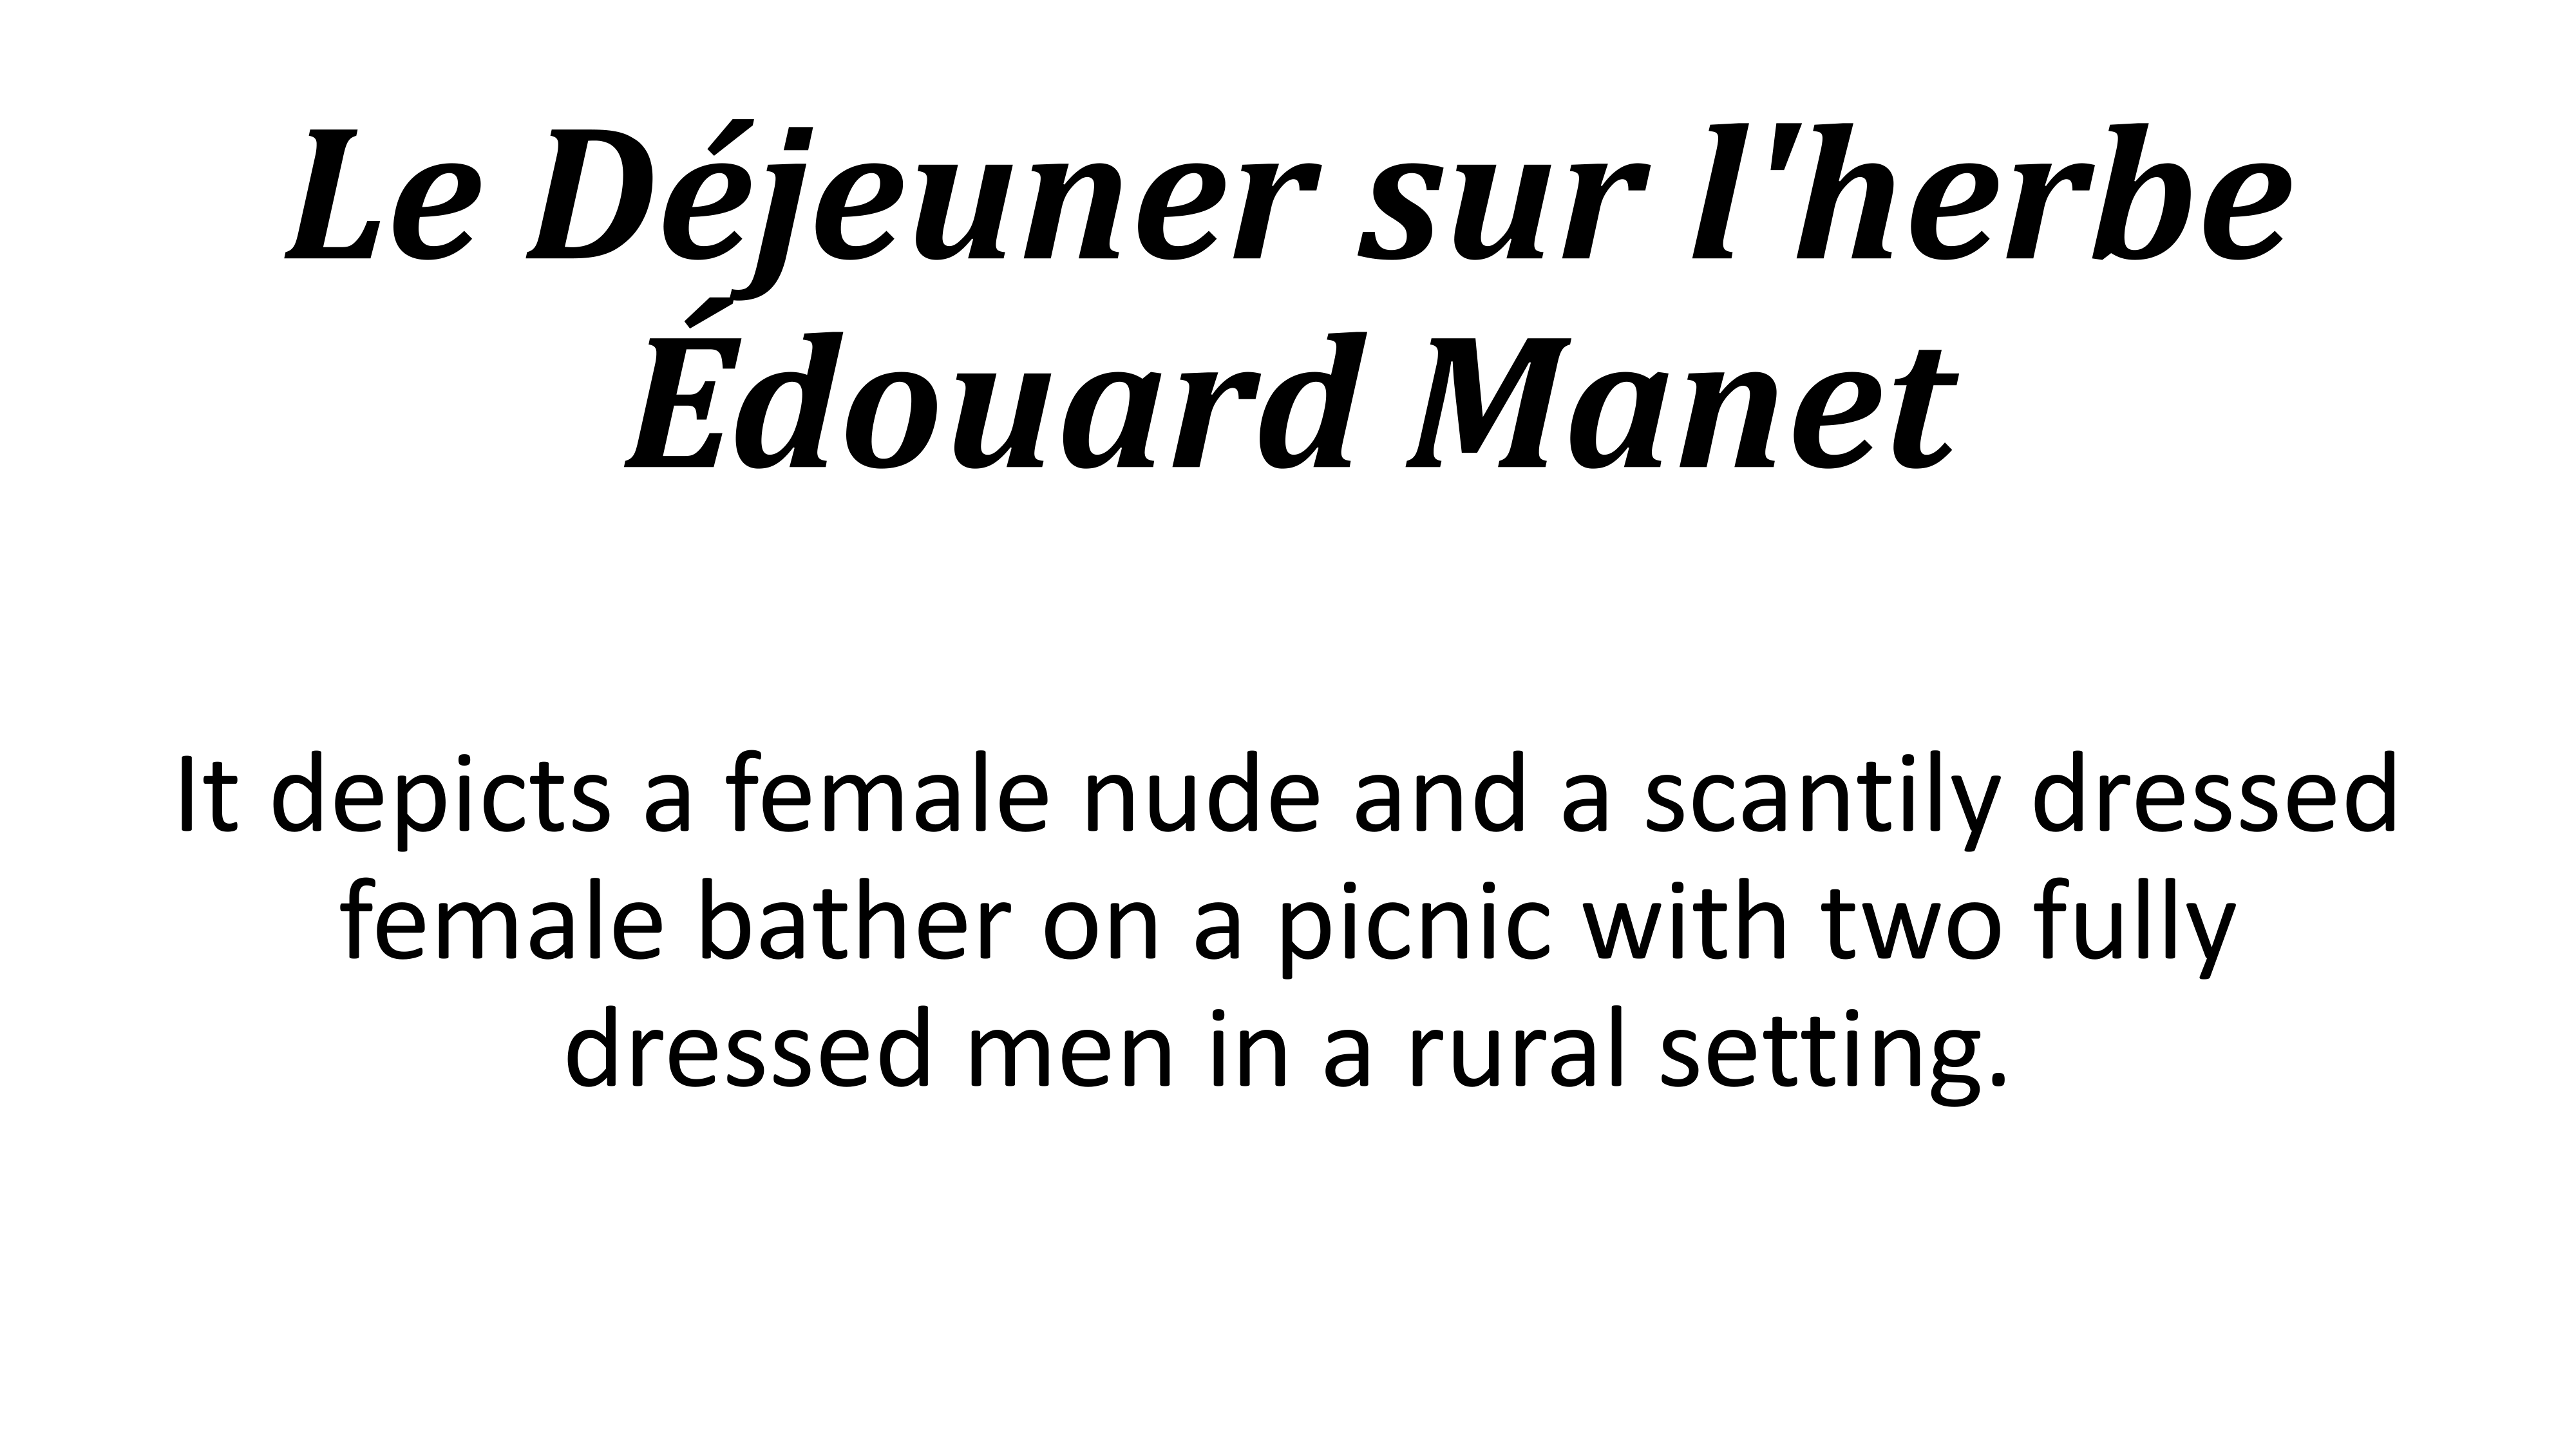 Le Déjeuner sur l'herbe
Édouard Manet
It depicts a female nude and a scantily dressed
female bather on a picnic with two fully
dressed men in a rural setting.